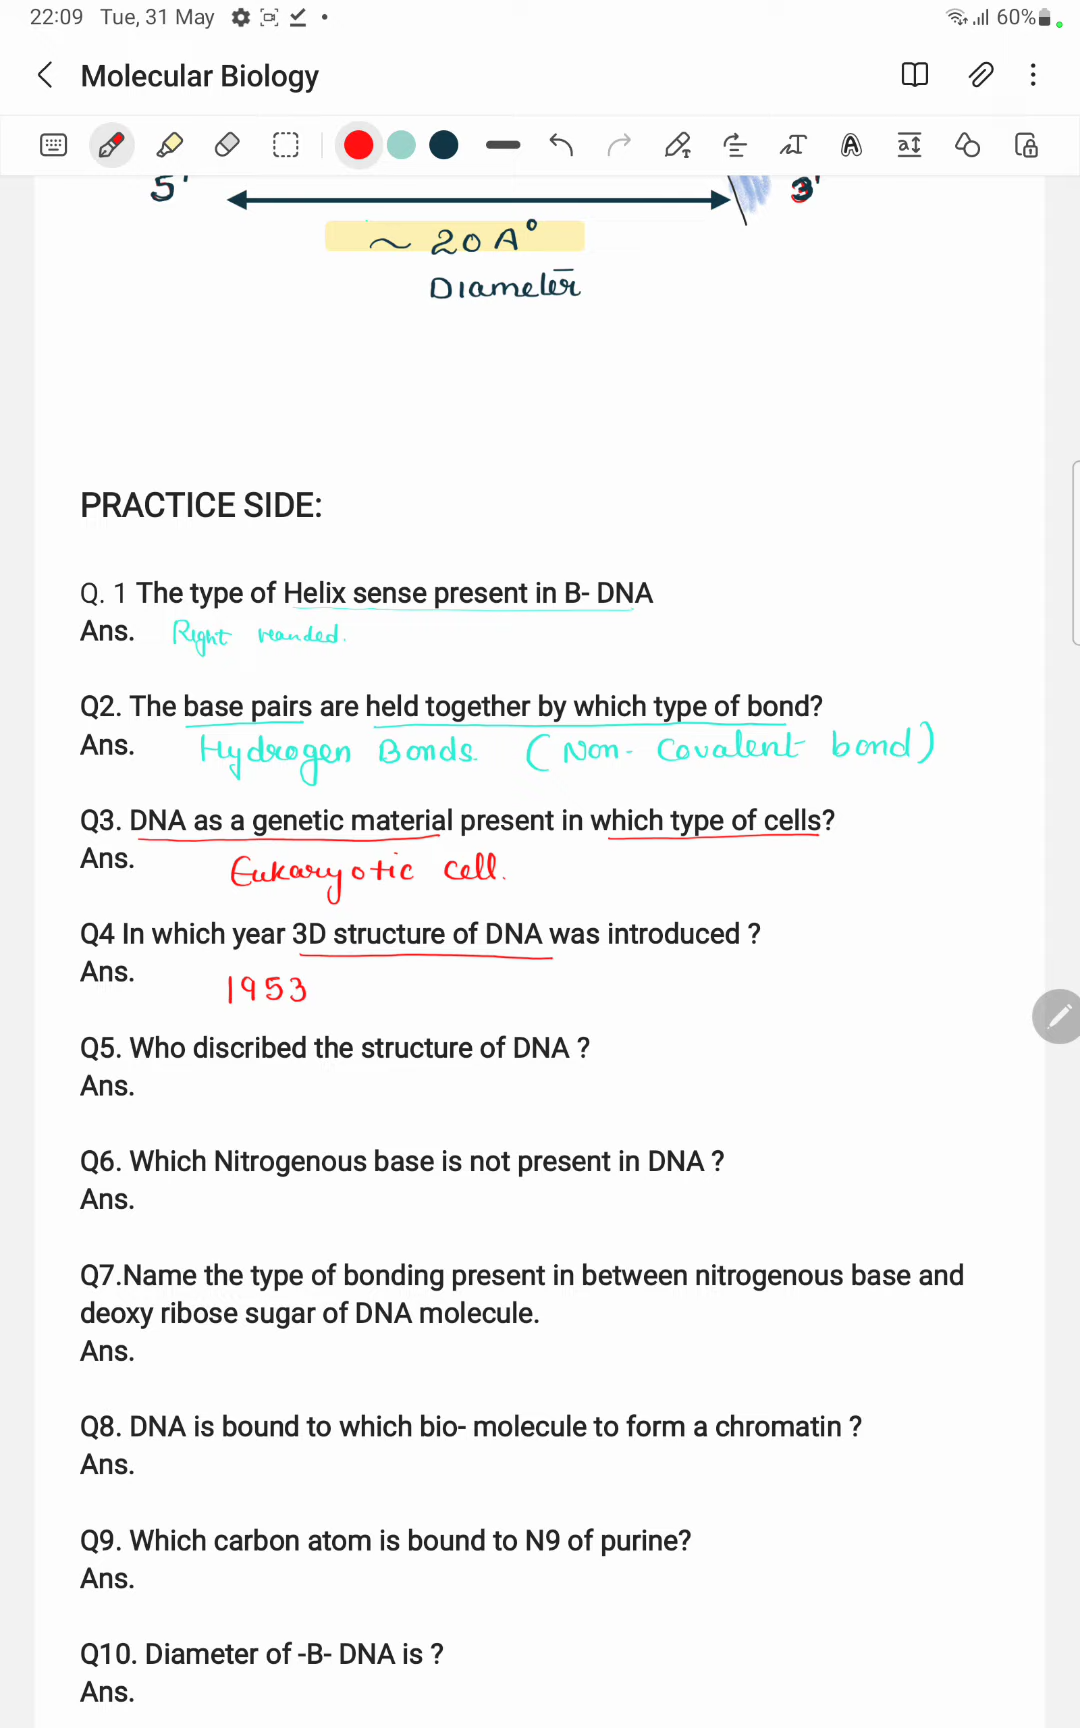 22:09 Tue, 31 May 60%
Molecular Biology
5' 3'
~ 20 A°
Diameter
PRACTICE SIDE:
Q. 1 The type of Helix sense present in B- DNA
Ans. Right handed.
Q2. The base pairs are held together by which type of bond?
Ans. Hydrogen Bonds. (Non- Covalent bond)
Q3. DNA as a genetic material present in which type of cells?
Ans. Eukaryotic cell.
Q4 In which year 3D structure of DNA was introduced ?
Ans. 1953
Q5. Who discribed the structure of DNA ?
Ans.
Q6. Which Nitrogenous base is not present in DNA ?
Ans.
Q7.Name the type of bonding present in between nitrogenous base and
deoxy ribose sugar of DNA molecule.
Ans.
Q8. DNA is bound to which bio- molecule to form a chromatin ?
Ans.
Q9. Which carbon atom is bound to N9 of purine?
Ans.
Q10. Diameter of -B- DNA is ?
Ans.